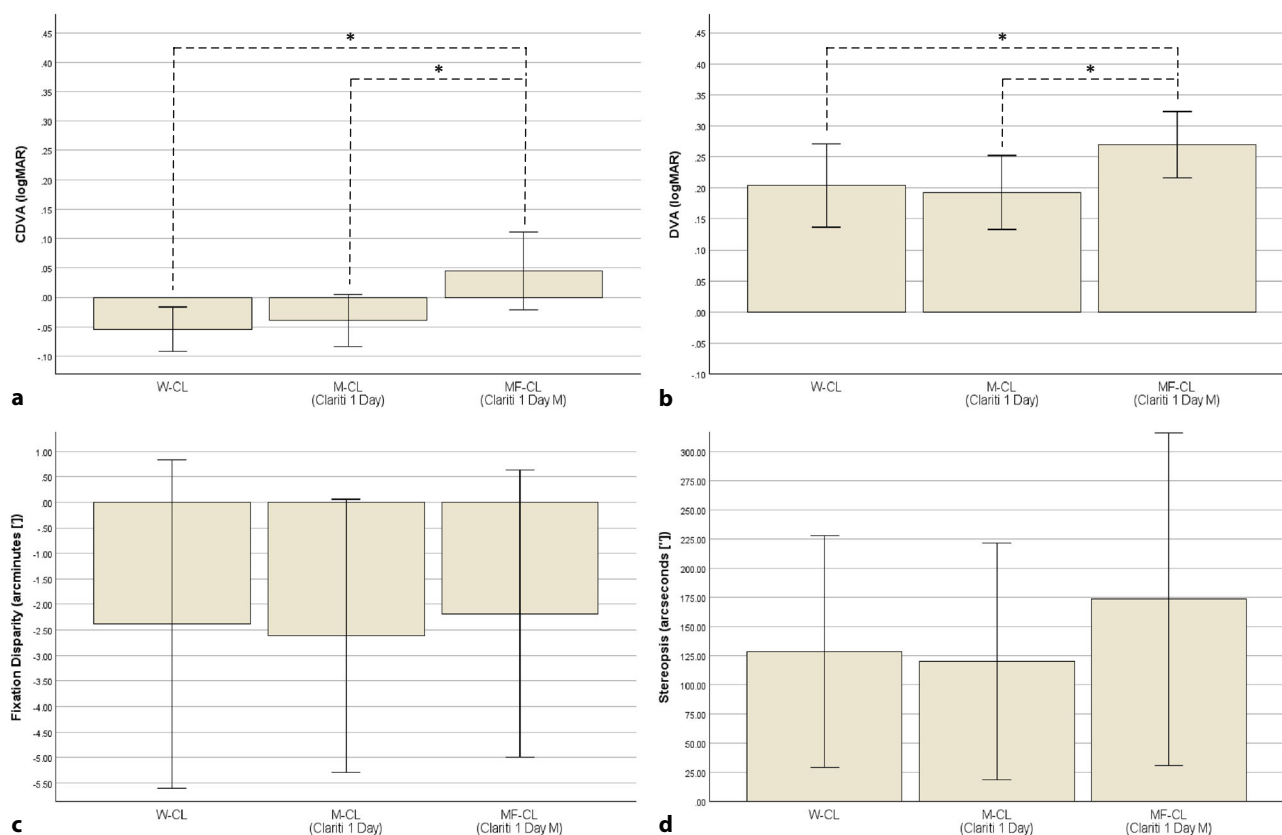 .45
.40
.35
.30
.25
.20
.15
.10
.05
.00
-.05
-.10
CDVA (logMAR)
*
*
W-CL
M-CL
(Clariti 1 Day)
MF-CL
(Clariti 1 Day M)
a
.45
.40
.35
.30
.25
.20
.15
.10
.05
.00
-.05
-.10
DVA (logMAR)
*
*
W-CL
M-CL
(Clariti 1 Day)
MF-CL
(Clariti 1 Day M)
b
1.00
.50
.00
-.50
-1.00
-1.50
-2.00
-2.50
-3.00
-3.50
-4.00
-4.50
-5.00
-5.50
Fixation Disparity (arcminutes ['])
W-CL
M-CL
(Clariti 1 Day)
MF-CL
(Clariti 1 Day M)
c
300.00
275.00
250.00
225.00
200.00
175.00
150.00
125.00
100.00
75.00
50.00
25.00
.00
Stereopsis (arcseconds ["])
W-CL
M-CL
(Clariti 1 Day)
MF-CL
(Clariti 1 Day M)
d